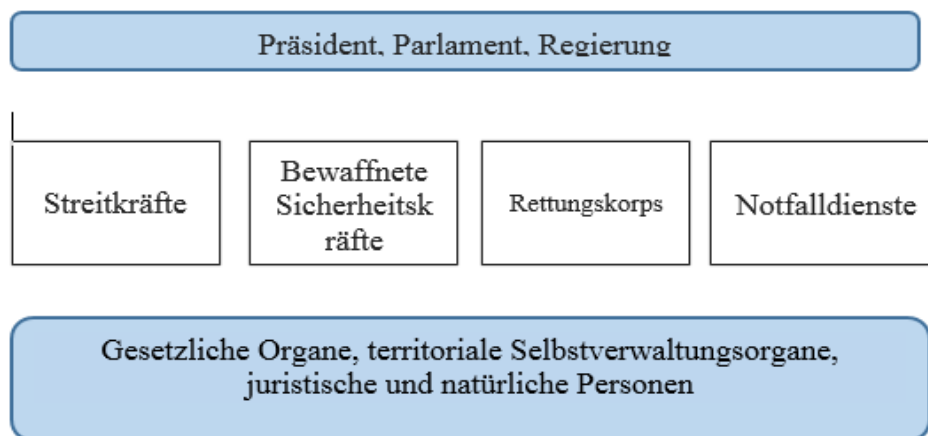 Präsident, Parlament, Regierung
Streitkräfte
Bewaffnete
Sicherheitsk
räfte
Rettungskorps
Notfalldienste
Gesetzliche Organe, territoriale Selbstverwaltungsorgane,
juristische und natürliche Personen